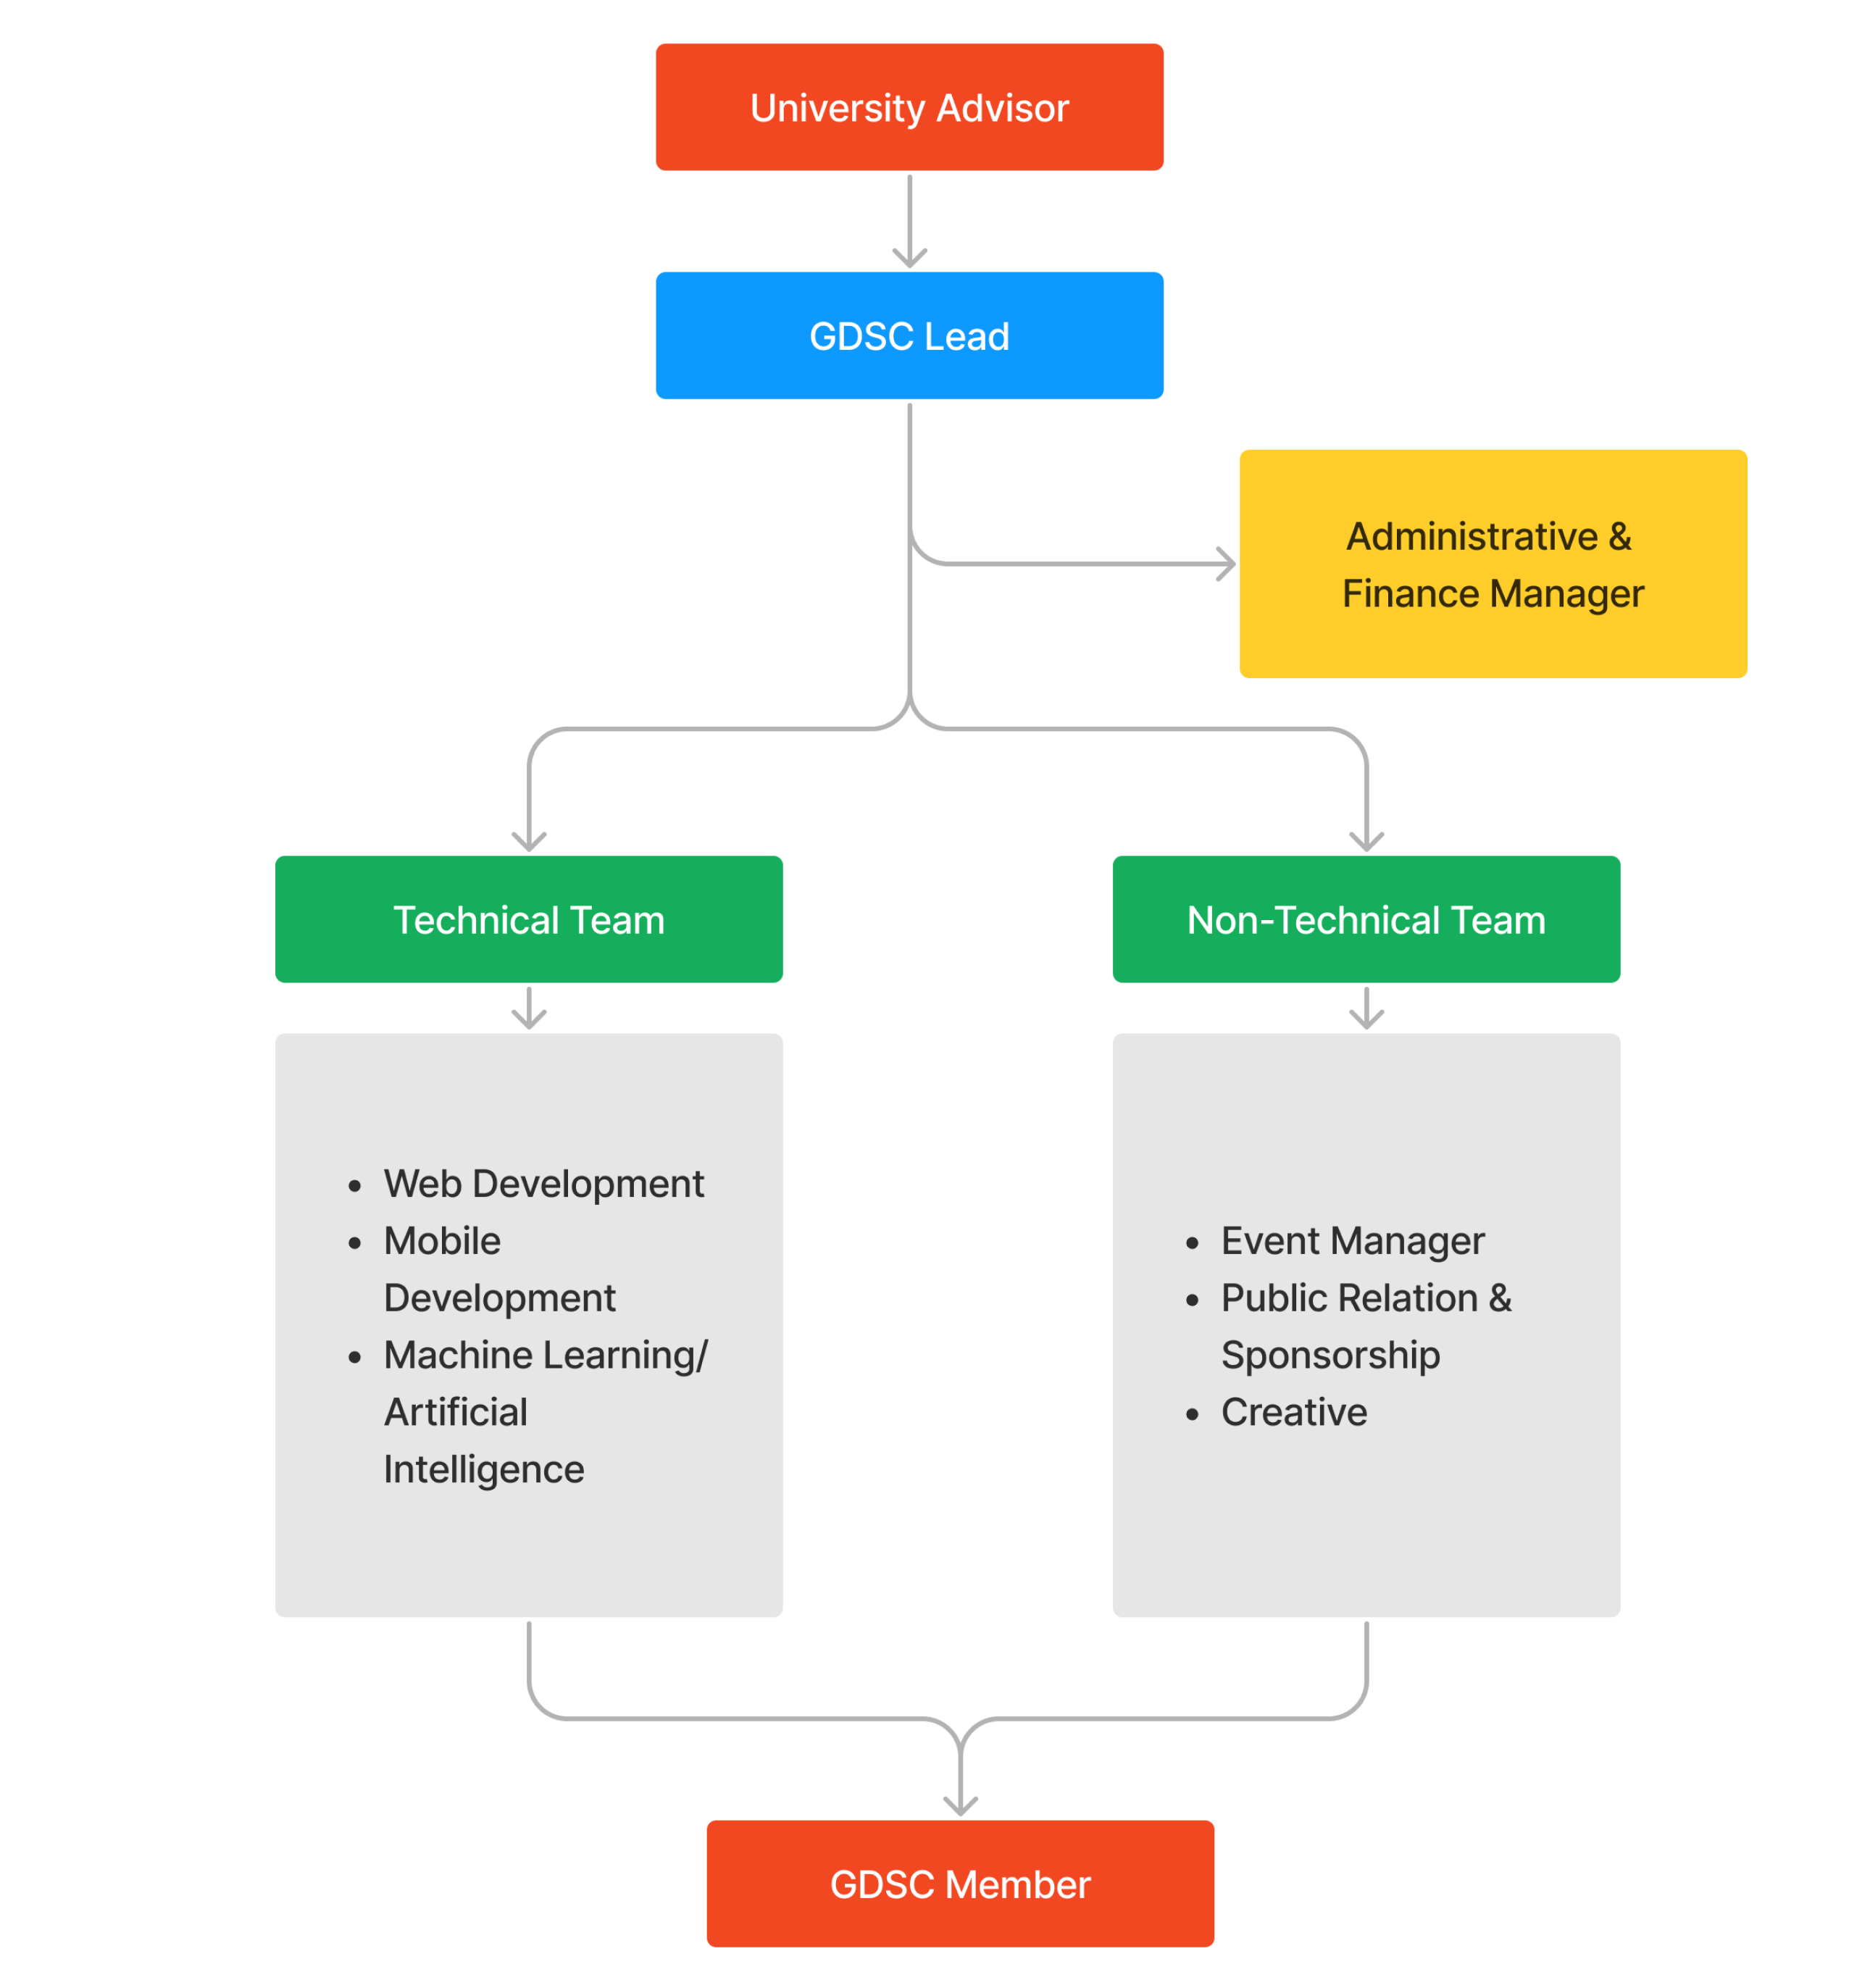 University Advisor
GDSC Lead
Administrative &
Finance Manager
Technical Team
Non-Technical Team
• Web Development
• Mobile
Development
• Machine Learning/
Artificial
Intelligence
• Event Manager
• Public Relation &
Sponsorship
• Creative
GDSC Member